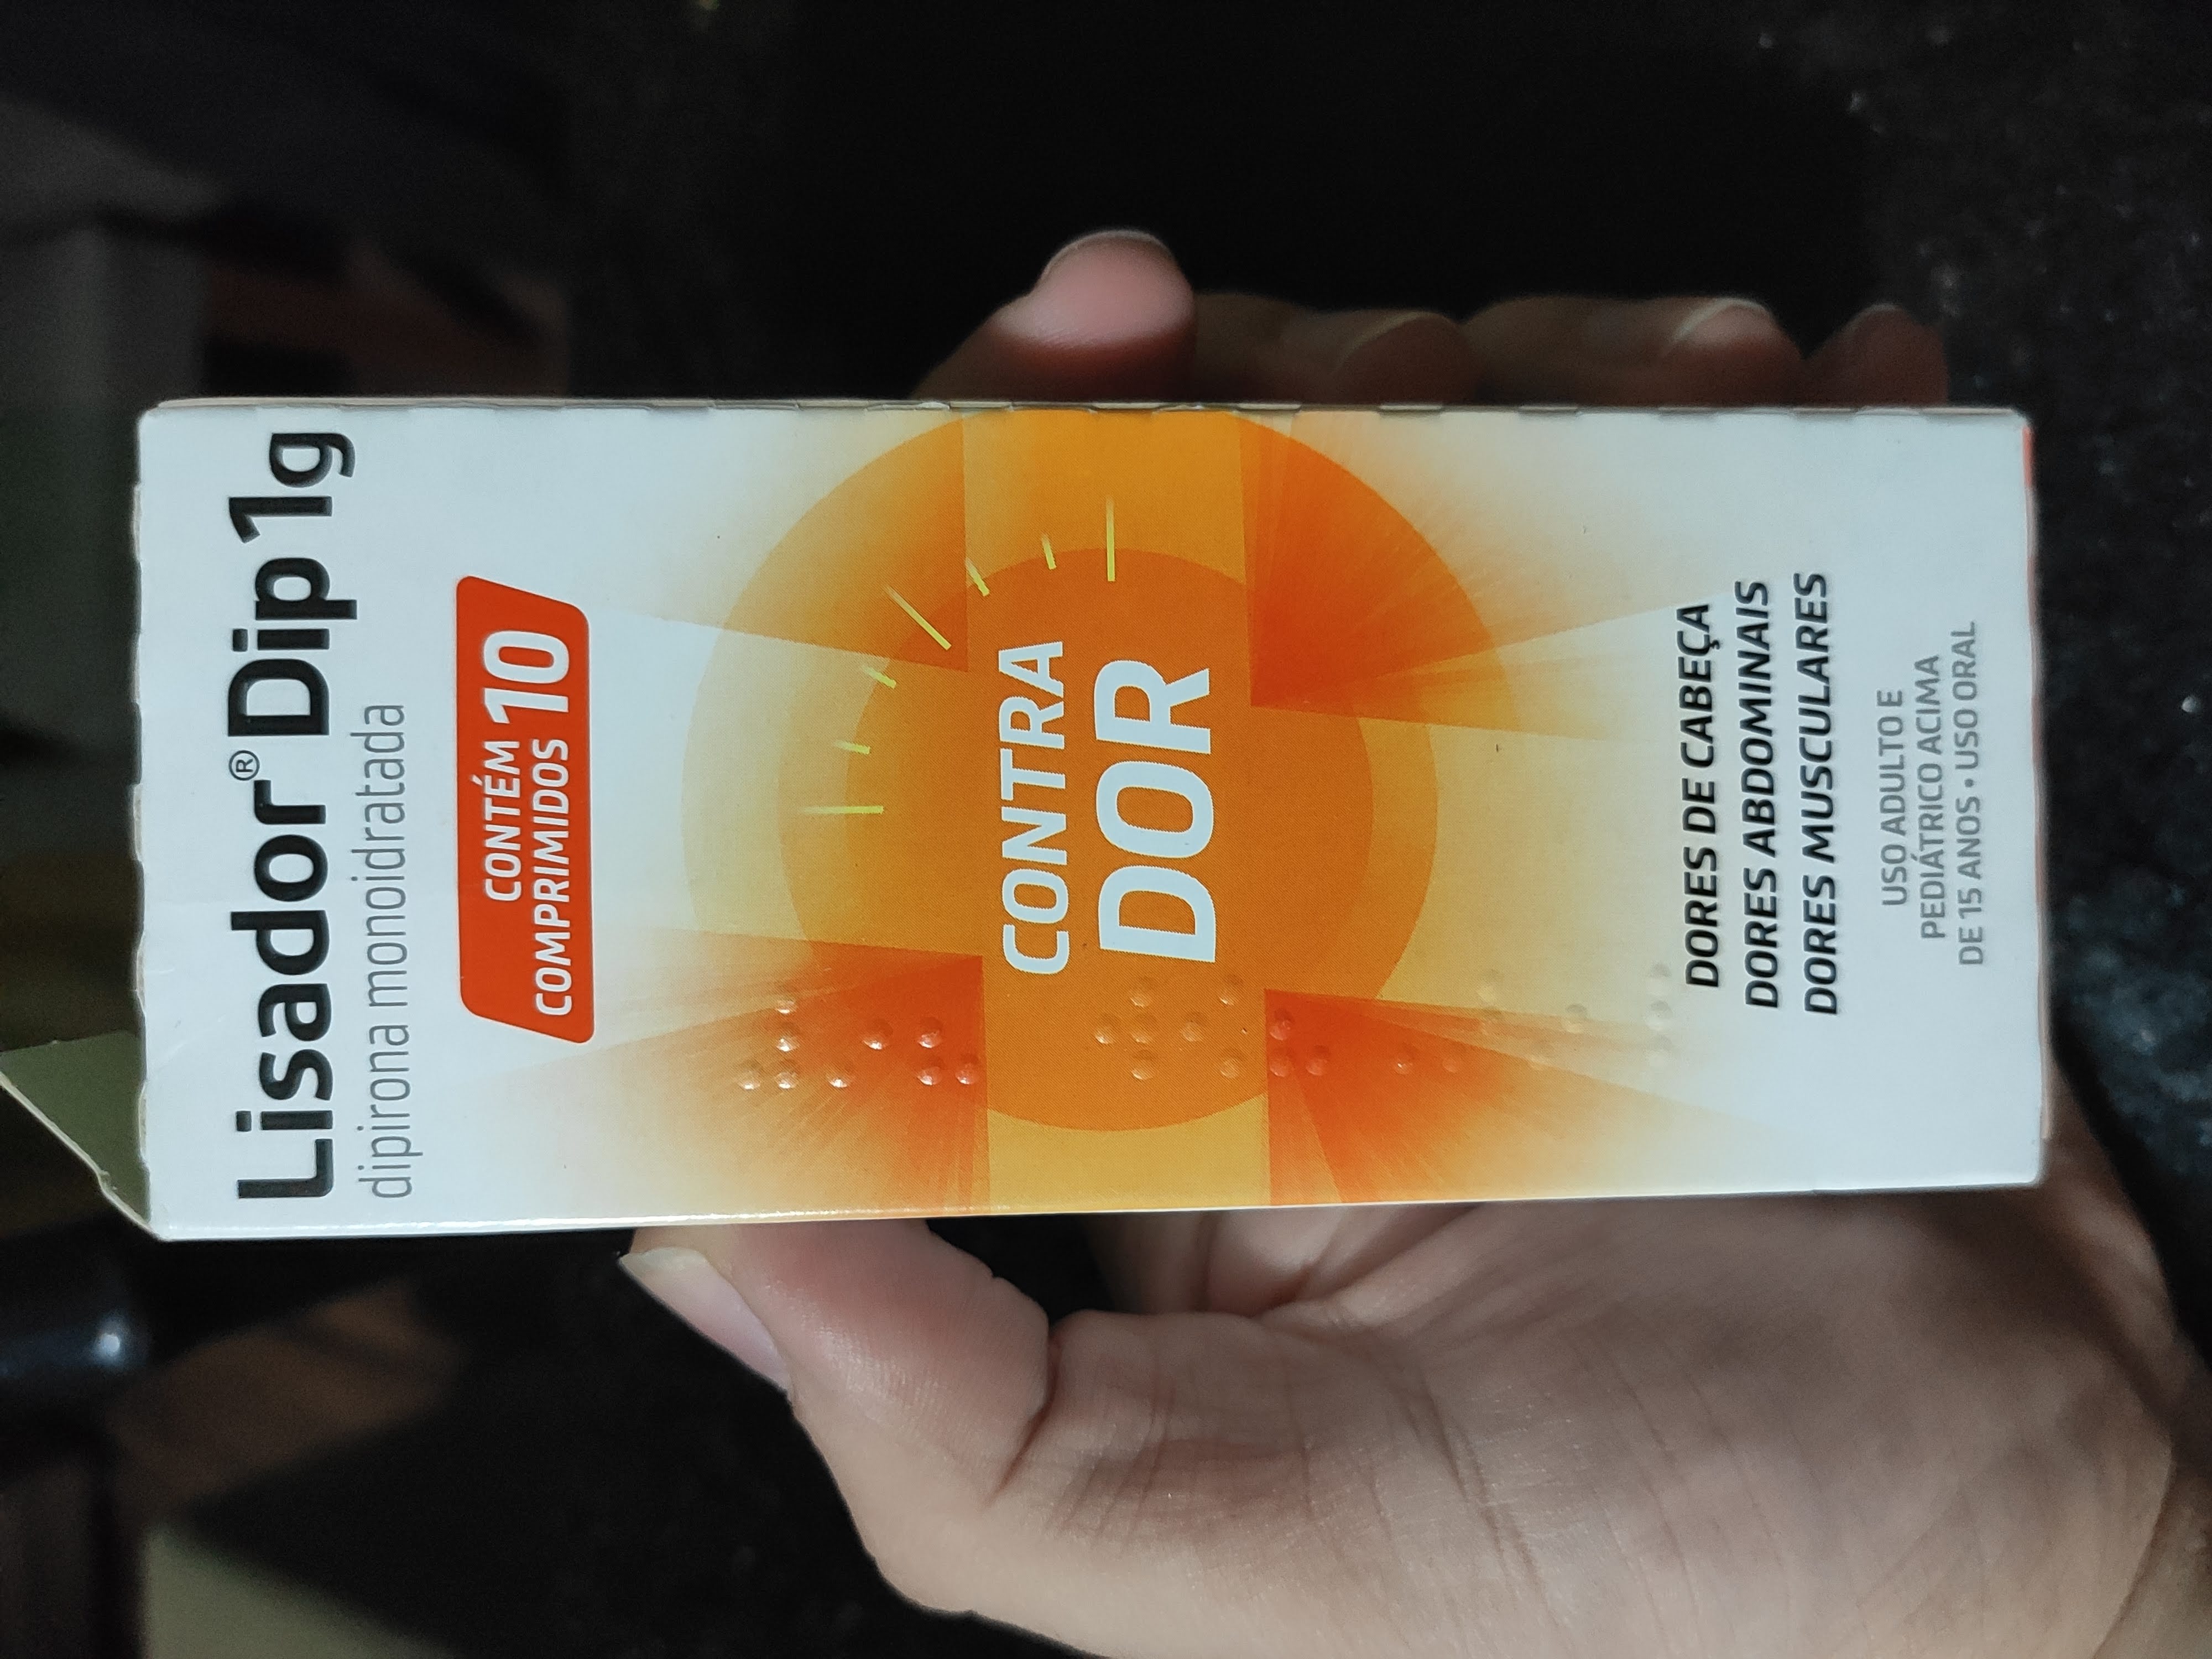 Lisador® Dip 1g
dipirona monoidratada
CONTÉM 10
COMPRIMIDOS
CONTRA
DOR
DORES DE CABEÇA
DORES ABDOMINAIS
DORES MUSCULARES
USO ADULTO E
PEDIÁTRICO ACIMA
DE 15 ANOS • USO ORAL